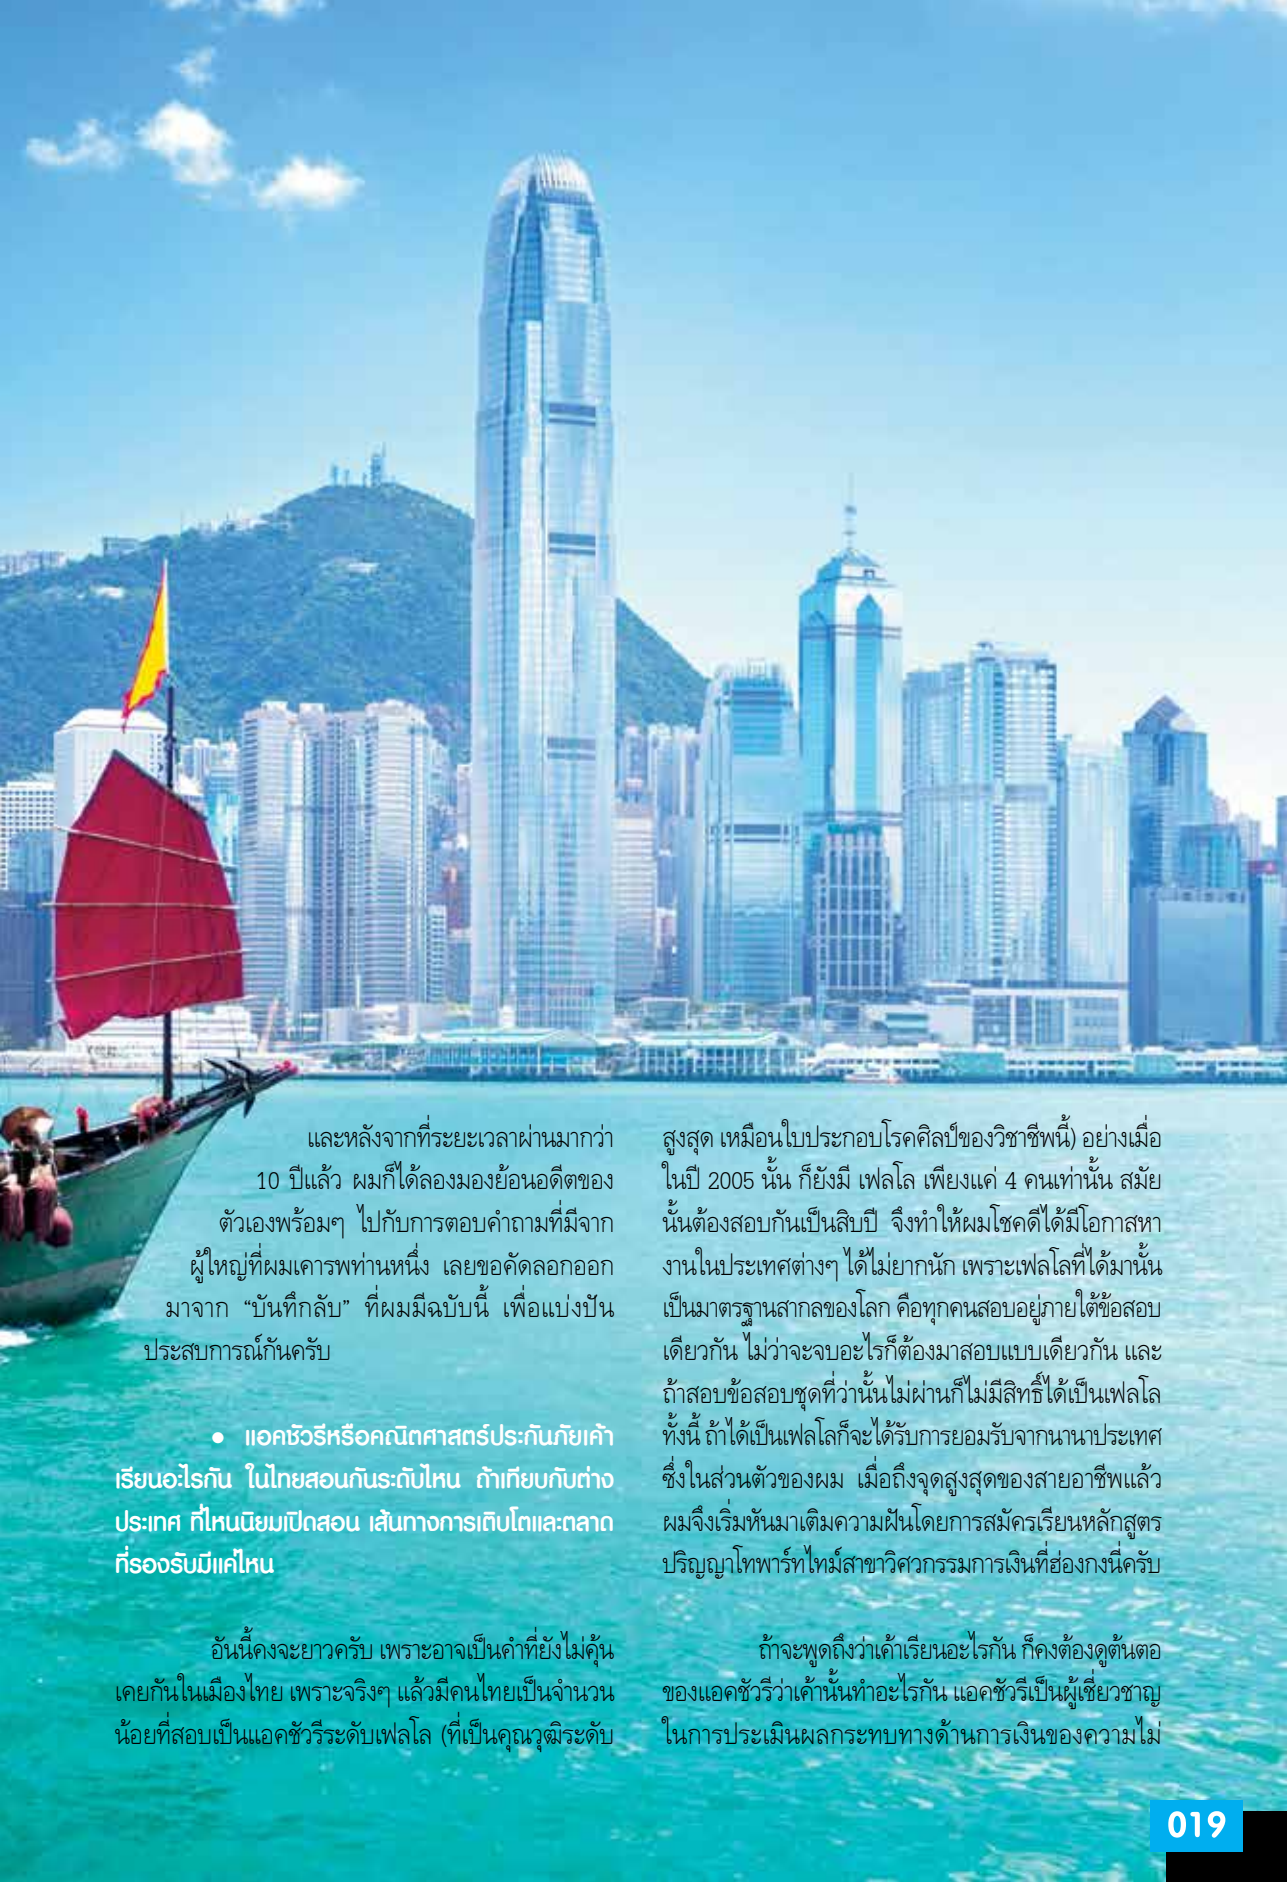 และหลังจากที่ระยะเวลาผ่านมากว่า
10 ปีแล้ว ผมก็ได้ลองมองย้อนอดีตของ
ตัวเองพร้อมๆ ไปกับการตอบคำถามที่มีจาก
ผู้ใหญ่ที่ผมเคารพท่านหนึ่ง เลยขอคัดลอกออก
มาจาก “บันทึกลับ” ที่ผมมีฉบับนี้ เพื่อแบ่งปัน
ประสบการณ์กันครับ
● แอคชัวรีหรือคณิตศาสตร์ประกันภัยเค้า
เรียนอะไรกัน ในไทยสอนกันระดับไหน ถ้าเทียบกับต่าง
ประเทศ ที่ไหนนิยมเปิดสอน เส้นทางการเติบโตและตลาด
ที่รองรับมีแค่ไหน
อันนี้คงจะยาวครับ เพราะอาจเป็นคำที่ยังไม่คุ้น
เคยกันในเมืองไทย เพราะจริงๆ แล้วมีคนไทยเป็นจำนวน
น้อยที่สอบเป็นแอคชัวรีระดับเฟลโล (ที่เป็นคุณวุฒิระดับ
สูงสุด เหมือนใบประกอบโรคศิลป์ของวิชาชีพนี้) อย่างเมื่อ
ในปี 2005 นั้น ก็ยังมี เฟลโล เพียงแค่ 4 คนเท่านั้น สมัย
นั้นต้องสอบกันเป็นสิบปี จึงทำให้ผมโชคดีได้มีโอกาสหา
งานในประเทศต่างๆ ได้ไม่ยากนัก เพราะเฟลโลที่ได้มานั้น
เป็นมาตรฐานสากลของโลก คือทุกคนสอบอยู่ภายใต้ข้อสอบ
เดียวกัน ไม่ว่าจะจบอะไรก็ต้องมาสอบแบบเดียวกัน และ
ถ้าสอบข้อสอบชุดที่ว่านั้นไม่ผ่านก็ไม่มีสิทธิ์ได้เป็นเฟลโล
ทั้งนี้ ถ้าได้เป็นเฟลโลก็จะได้รับการยอมรับจากนานาประเทศ
ซึ่งในส่วนตัวของผม เมื่อถึงจุดสูงสุดของสายอาชีพแล้ว
ผมจึงเริ่มหันมาเติมความฝันโดยการสมัครเรียนหลักสูตร
ปริญญาโทพาร์ทไทม์สาขาวิศวกรรมการเงินที่ฮ่องกงนี่ครับ
ถ้าจะพูดถึงว่าเค้าเรียนอะไรกัน ก็คงต้องดูต้นตอ
ของแอคชัวรีว่าเค้านั้นทำอะไรกัน แอคชัวรีเป็นผู้เชี่ยวชาญ
ในการประเมินผลกระทบทางด้านการเงินของความไม่
019